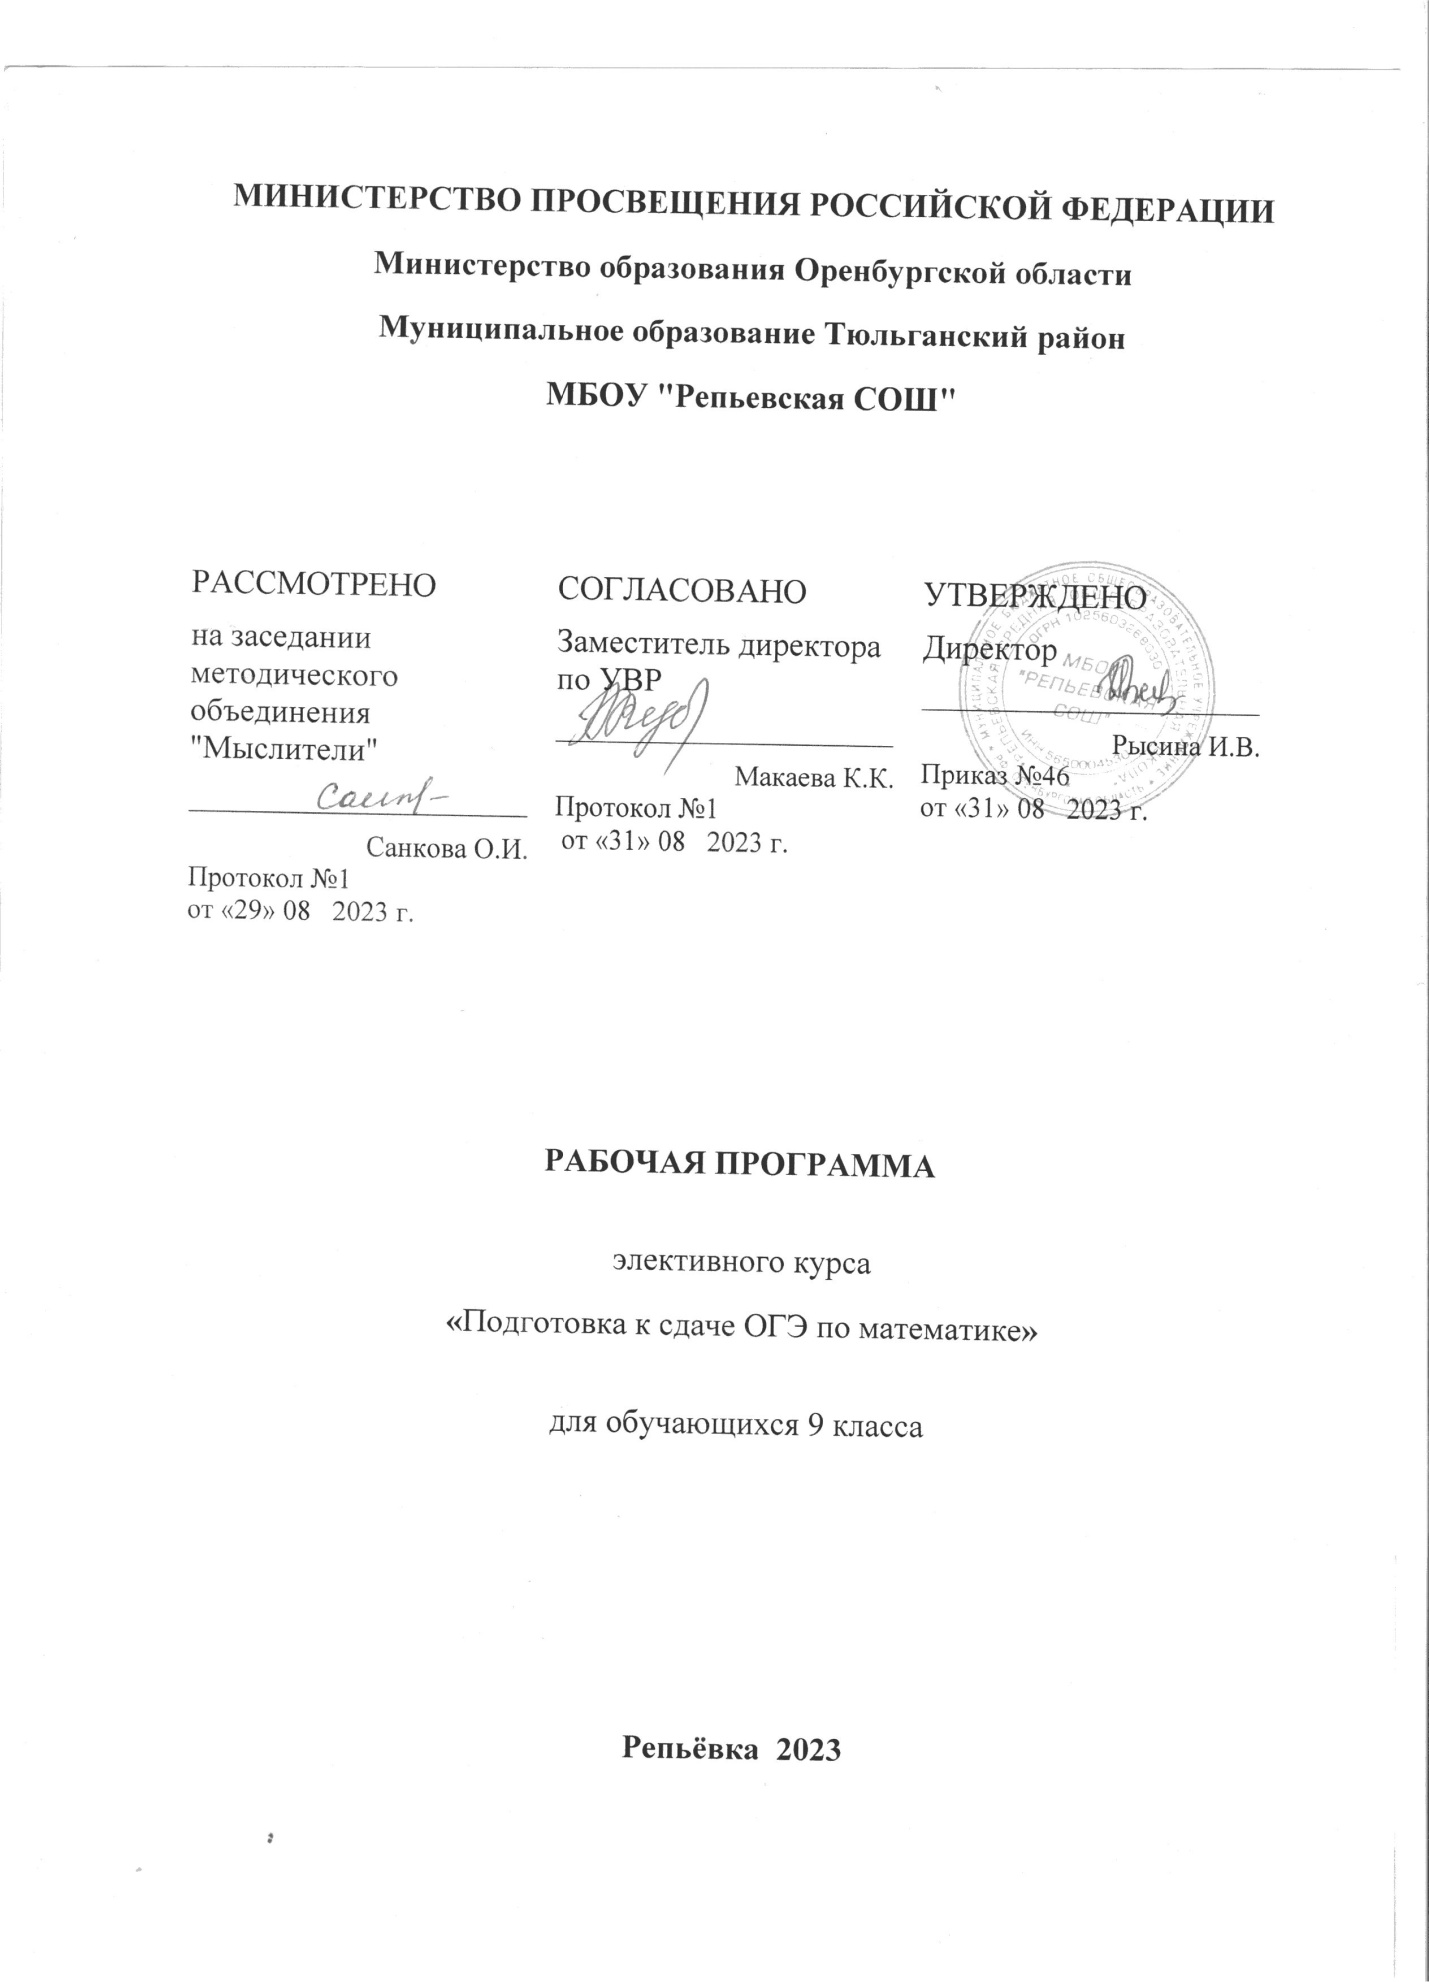 МИНИСТЕРСТВО ПРОСВЕЩЕНИЯ РОССИЙСКОЙ ФЕДЕРАЦИИ
Министерство образования Оренбургской области
Муниципальное образование Тюльганский район
МБОУ "Репьевская СОШ"
РАССМОТРЕНО
на заседании
методического
объединения
"Мыслители"
Санкова О.И.
Протокол №1
от «29» 08 2023 г.
СОГЛАСОВАНО
Заместитель директора
по УВР
Макаева К.К.
Протокол №1
от «31» 08 2023 г.
УТВЕРЖДЕНО
Директор
Рысина И.В.
Приказ №46
от «31» 08 2023 г.
МБОУ
"РЕПЬЕВСКАЯ
СОШ"
РАБОЧАЯ ПРОГРАММА
элективного курса
«Подготовка к сдаче ОГЭ по математике»
для обучающихся 9 класса
Репьёвка 2023